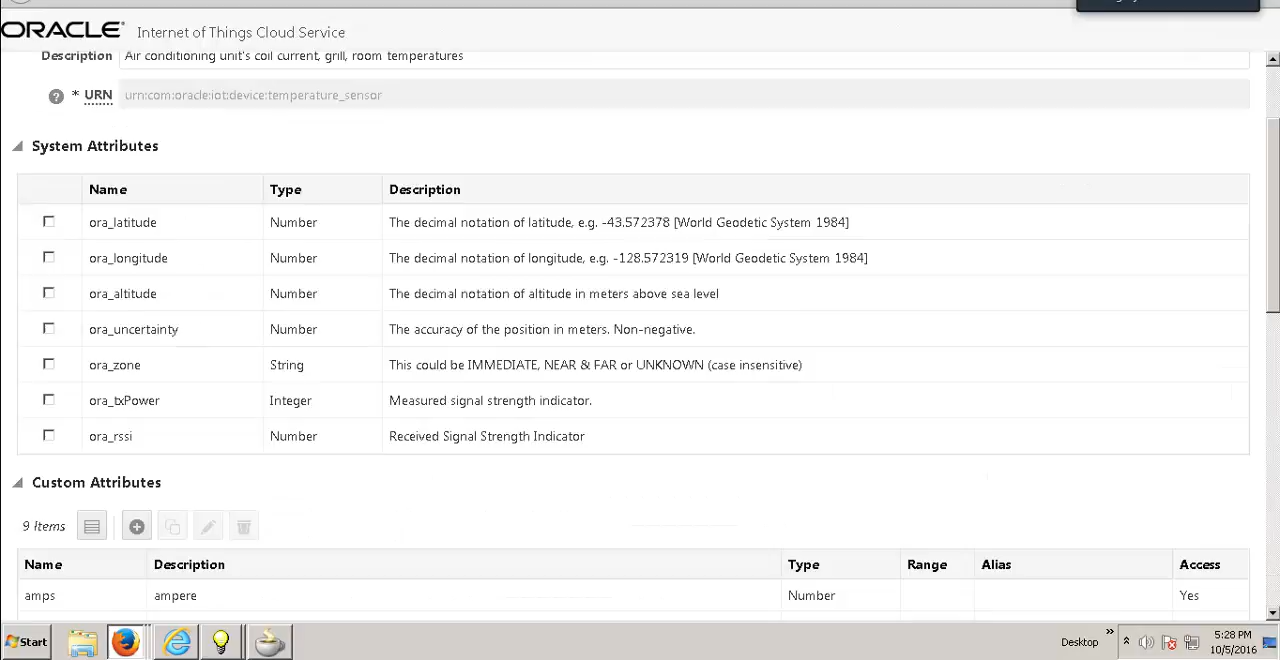 ORACLE Internet of Things Cloud Service
Description Air conditioning unit's coil current, grill, room temperatures
? * URN urn:com:oracle:iot:device:temperature_sensor
System Attributes
Name Type Description
ora_latitude Number The decimal notation of latitude, e.g. -43.572378 [World Geodetic System 1984]
ora_longitude Number The decimal notation of longitude, e.g. -128.572319 [World Geodetic System 1984]
ora_altitude Number The decimal notation of altitude in meters above sea level
ora_uncertainty Number The accuracy of the position in meters. Non-negative.
ora_zone String This could be IMMEDIATE, NEAR & FAR or UNKNOWN (case insensitive)
ora_txPower Integer Measured signal strength indicator.
ora_rssi Number Received Signal Strength Indicator
Custom Attributes
9 Items
Name Description Type Range Alias Access
amps ampere Number Yes
Start Desktop » 5:28 PM
10/5/2016